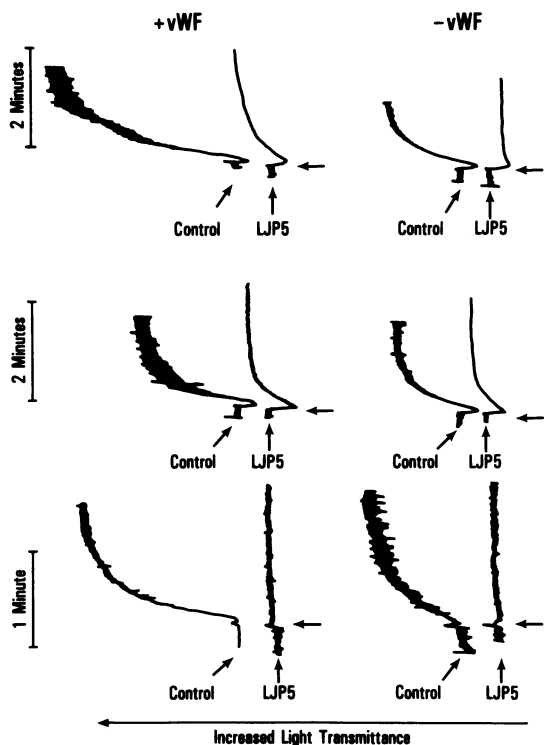 +vWF -vWF
2 Minutes
Control LJP5 Control LJP5
2 Minutes
Control LJP5 Control LJP5
1 Minute
Control LJP5 Control LJP5
Increased Light Transmittance